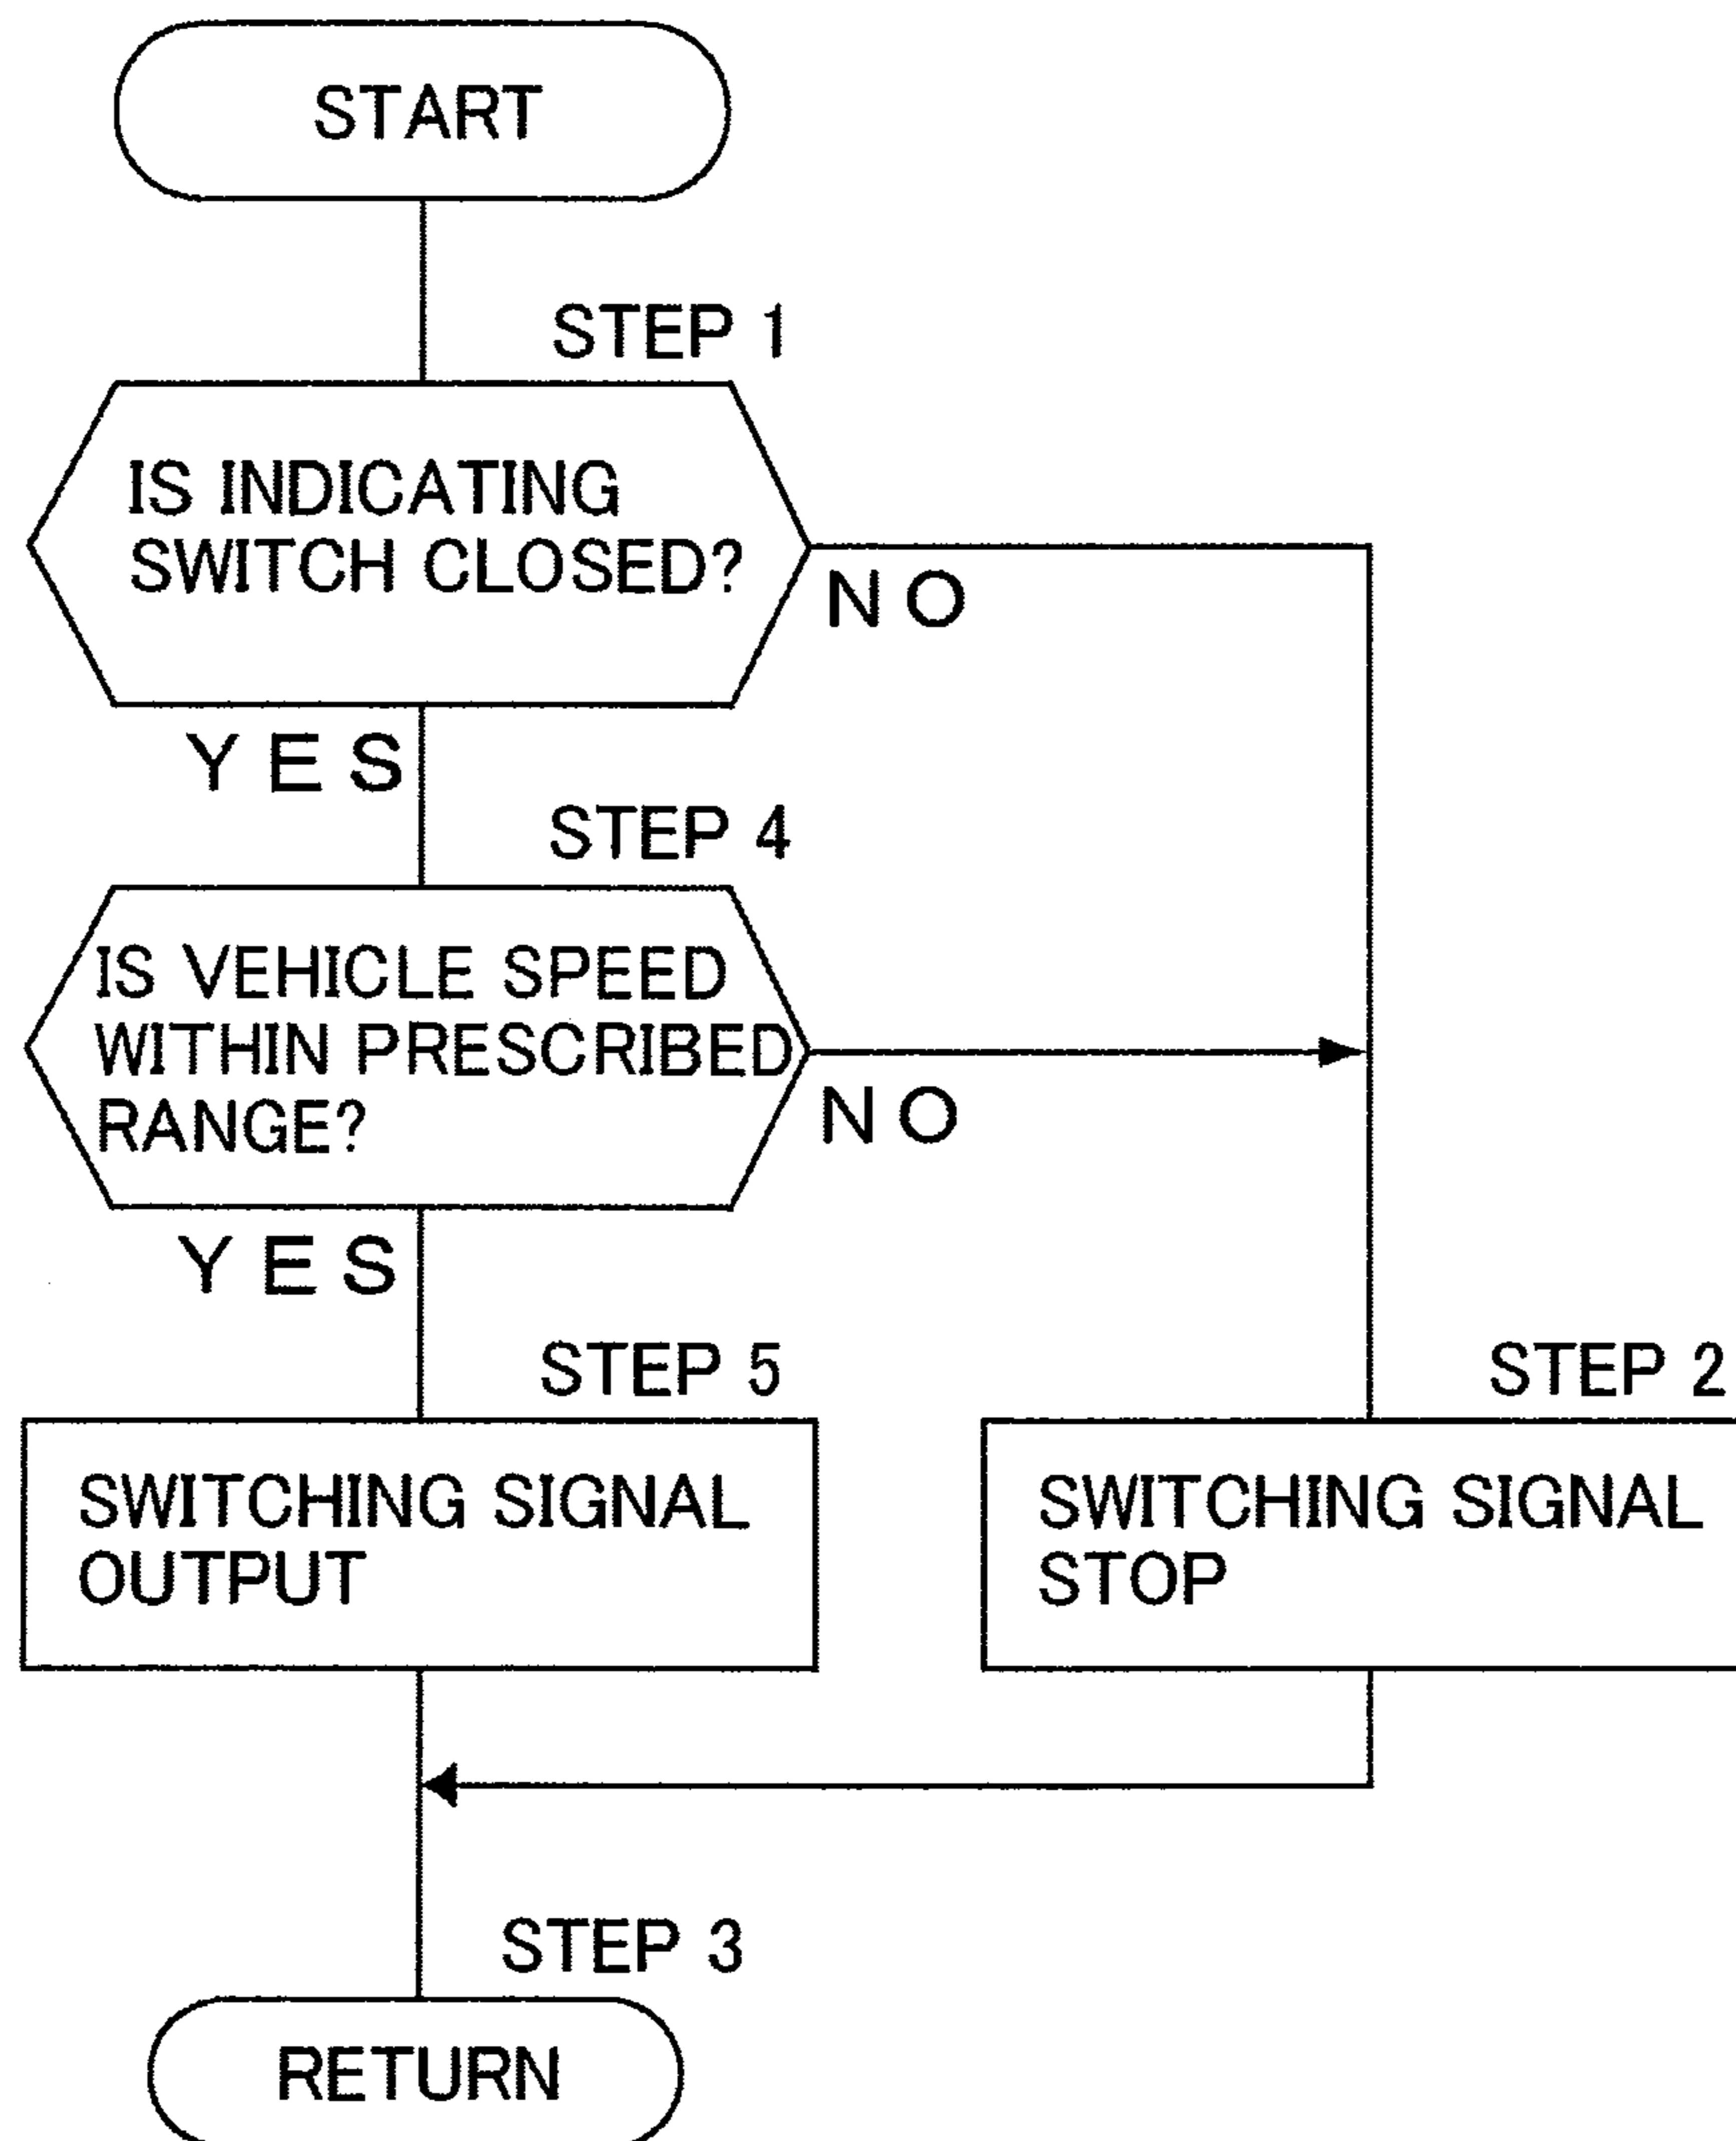 START
STEP 1
IS INDICATING
SWITCH CLOSED?
NO
YES
STEP 4
IS VEHICLE SPEED
WITHIN PRESCRIBED
RANGE?
NO
YES
STEP 5
SWITCHING SIGNAL
OUTPUT
STEP 2
SWITCHING SIGNAL
STOP
STEP 3
RETURN